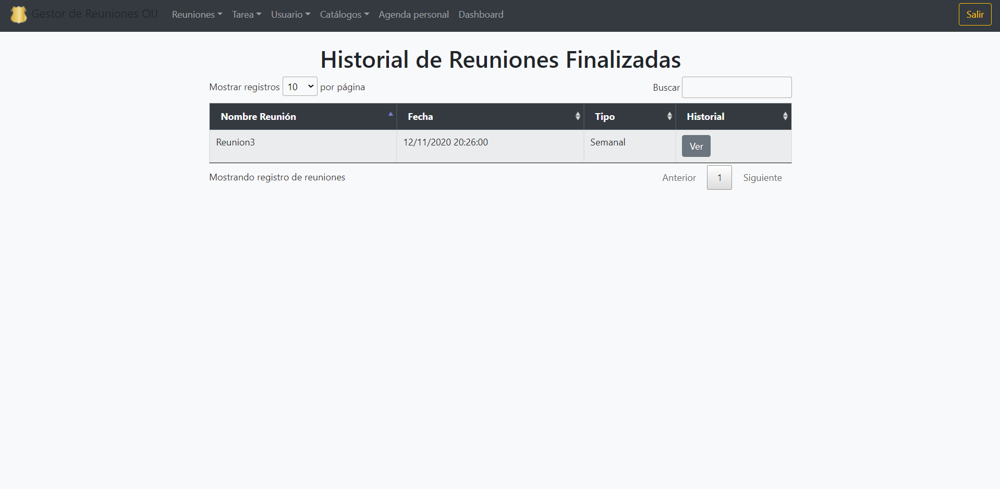 Gestor de Reuniones OIJ Reuniones Tarea Usuario Catálogos Agenda personal Dashboard Salir
Historial de Reuniones Finalizadas
Mostrar registros 10 por página Buscar
Nombre Reunión Fecha Tipo Historial
Reunion3 12/11/2020 20:26:00 Semanal Ver
Mostrando registro de reuniones Anterior 1 Siguiente